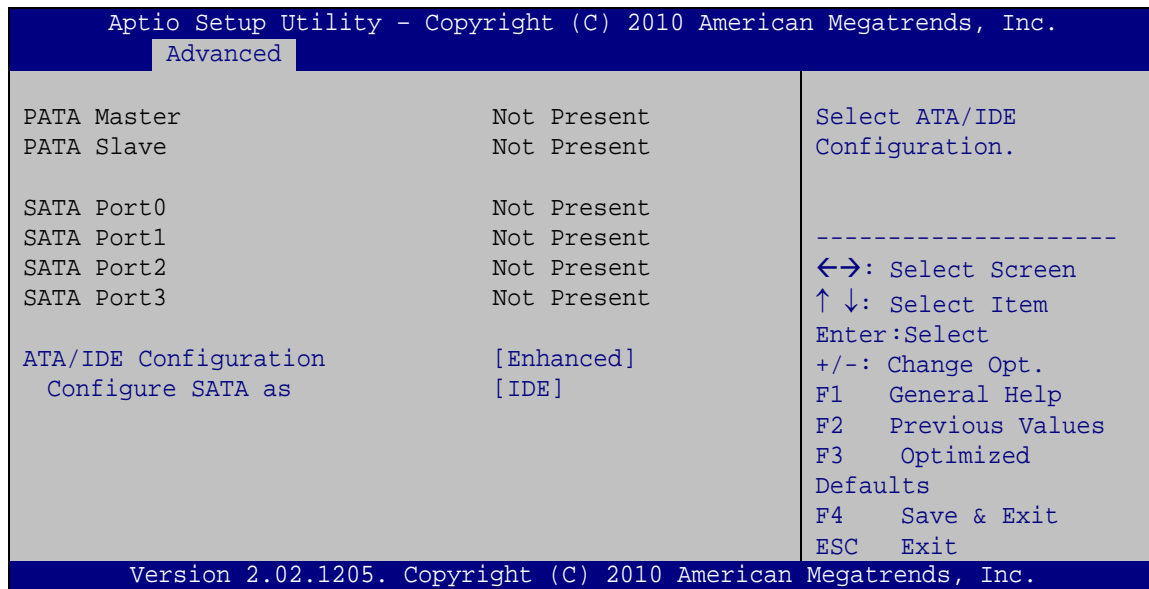 Aptio Setup Utility – Copyright (C) 2010 American Megatrends, Inc.
Advanced
PATA Master Not Present
PATA Slave Not Present
SATA Port0 Not Present
SATA Port1 Not Present
SATA Port2 Not Present
SATA Port3 Not Present
ATA/IDE Configuration [Enhanced]
Configure SATA as [IDE]
Select ATA/IDE
Configuration.
---------------------
←→: Select Screen
↑ ↓: Select Item
Enter:Select
+/-: Change Opt.
F1 General Help
F2 Previous Values
F3 Optimized
Defaults
F4 Save & Exit
ESC Exit
Version 2.02.1205. Copyright (C) 2010 American Megatrends, Inc.